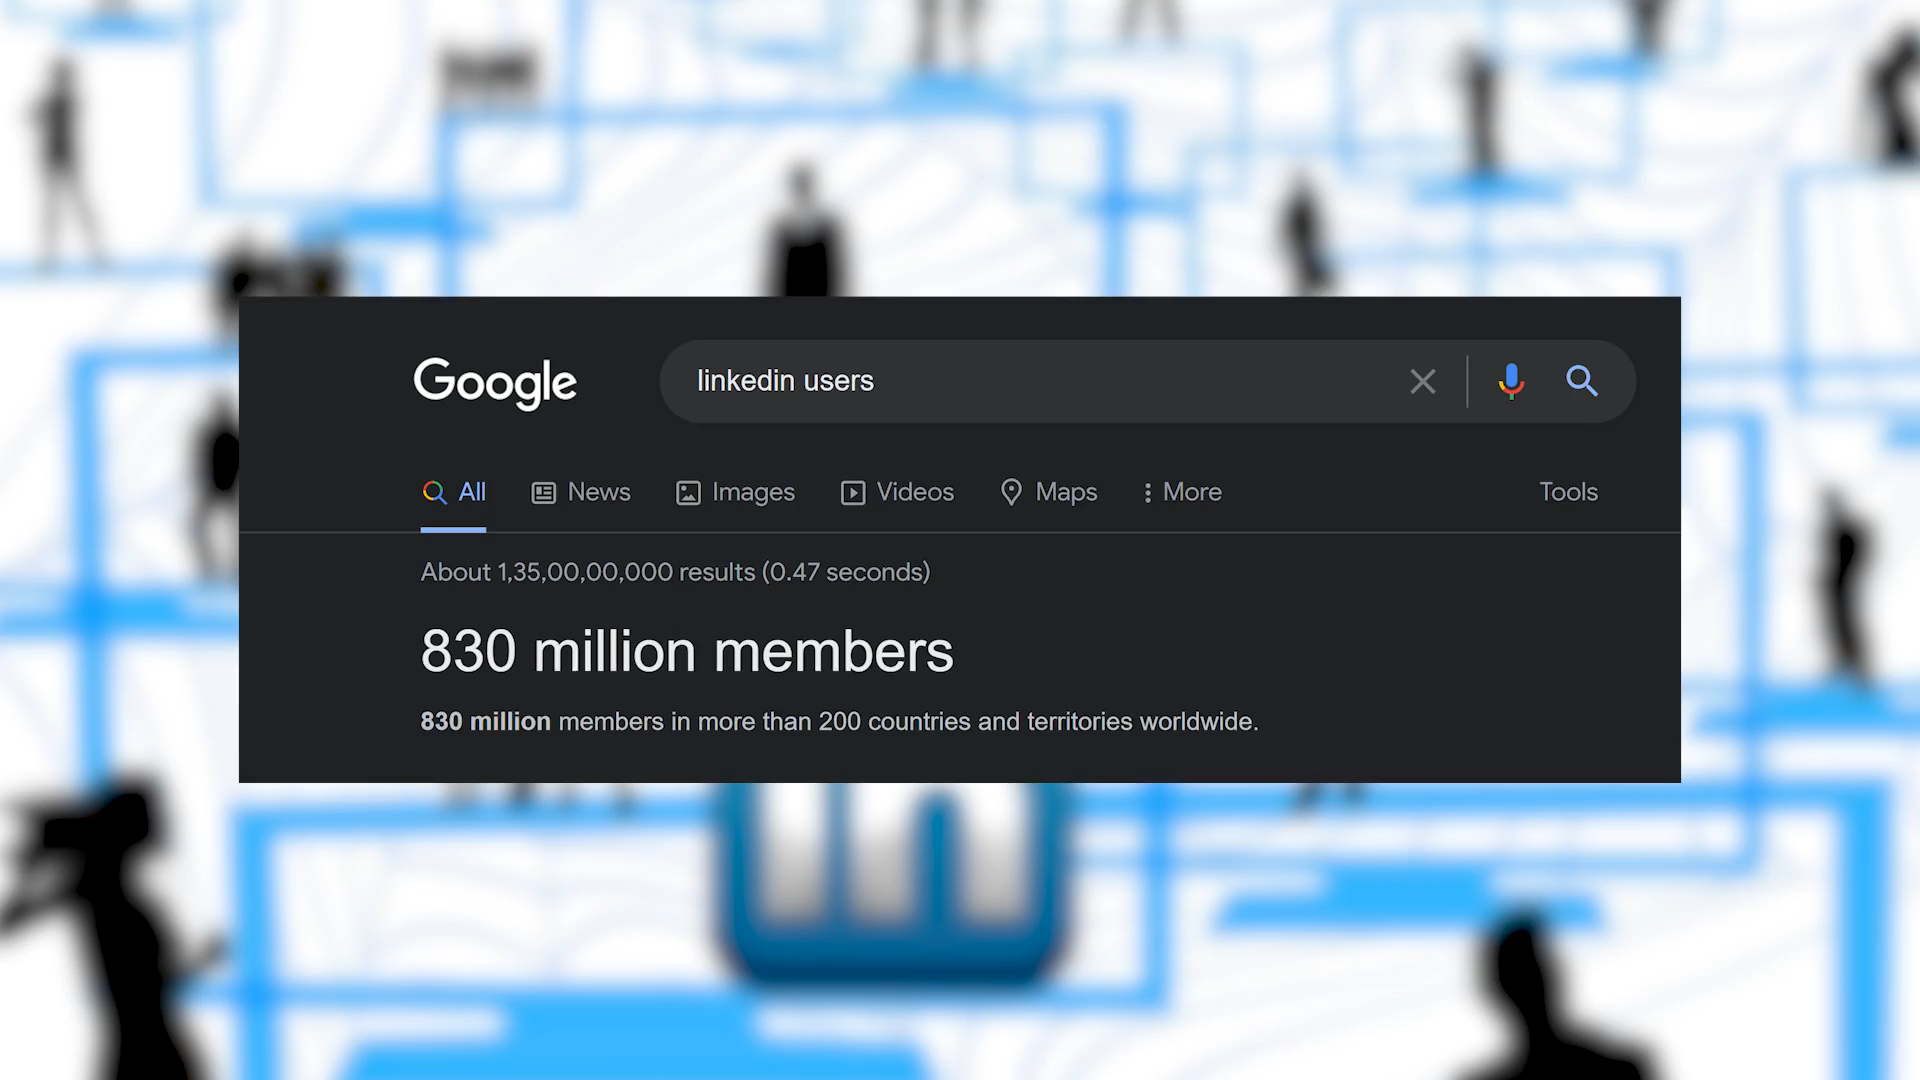 Google
linkedin users
All News Images Videos Maps More Tools
About 1,35,00,00,000 results (0.47 seconds)
830 million members
830 million members in more than 200 countries and territories worldwide.
in